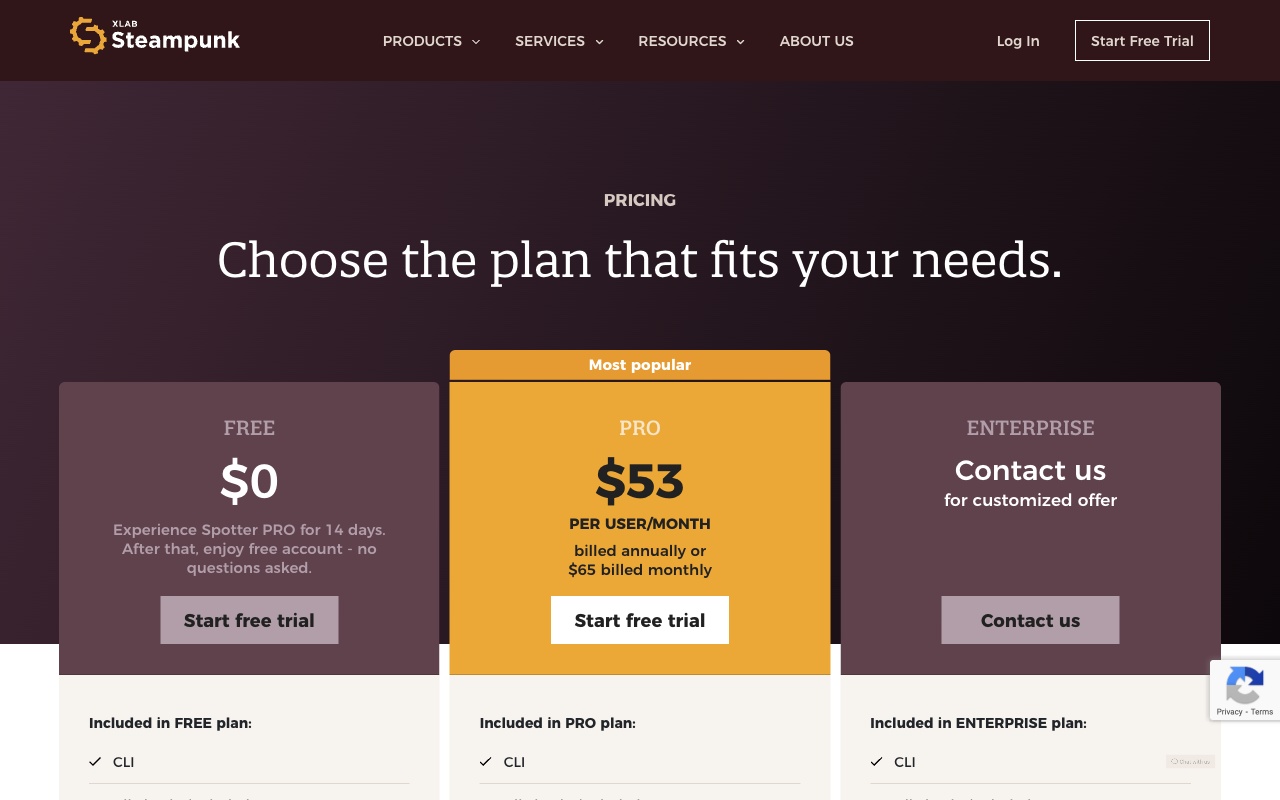 XLAB
Steampunk
PRODUCTS
SERVICES
RESOURCES
ABOUT US
Log In
Start Free Trial
PRICING
Choose the plan that fits your needs.
Most popular
FREE
$0
Experience Spotter PRO for 14 days.
After that, enjoy free account - no
questions asked.
Start free trial
PRO
$53
PER USER/MONTH
billed annually or
$65 billed monthly
Start free trial
ENTERPRISE
Contact us
for customized offer
Contact us
Included in FREE plan:
CLI
Included in PRO plan:
CLI
Included in ENTERPRISE plan:
CLI
Privacy - Terms
Chat with us